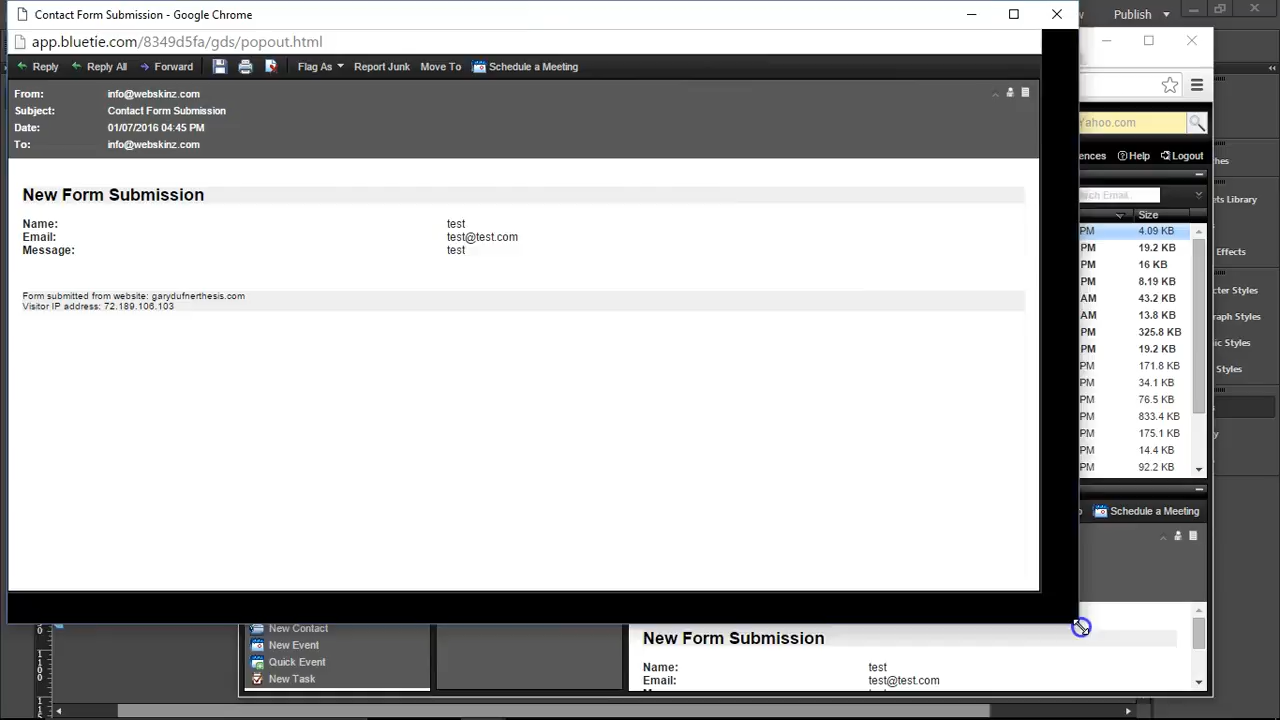 Contact Form Submission - Google Chrome
Publish
app.bluetie.com/8349d5fa/gds/popout.html
Reply
Reply All
Forward
Flag As
Report Junk
Move To
Schedule a Meeting
From: info@webskinz.com
Subject: Contact Form Submission
Date: 01/07/2016 04:45 PM
To: info@webskinz.com
Yahoo.com
Help
Logout
Size
PM 4.09 KB
PM 19.2 KB
PM 16 KB
PM 8.19 KB
AM 43.2 KB
AM 13.8 KB
PM 325.8 KB
PM 19.2 KB
PM 171.8 KB
PM 34.1 KB
PM 76.5 KB
PM 833.4 KB
PM 175.1 KB
PM 14.4 KB
PM 92.2 KB
Effects
Styles
Styles
Styles
Styles
Library
New Form Submission
Name: test
Email: test@test.com
Message: test
Form submitted from website: garydufnerthesis.com
Visitor IP address: 72.189.106.103
Schedule a Meeting
New Contact
New Event
Quick Event
New Task
New Form Submission
Name: test
Email: test@test.com